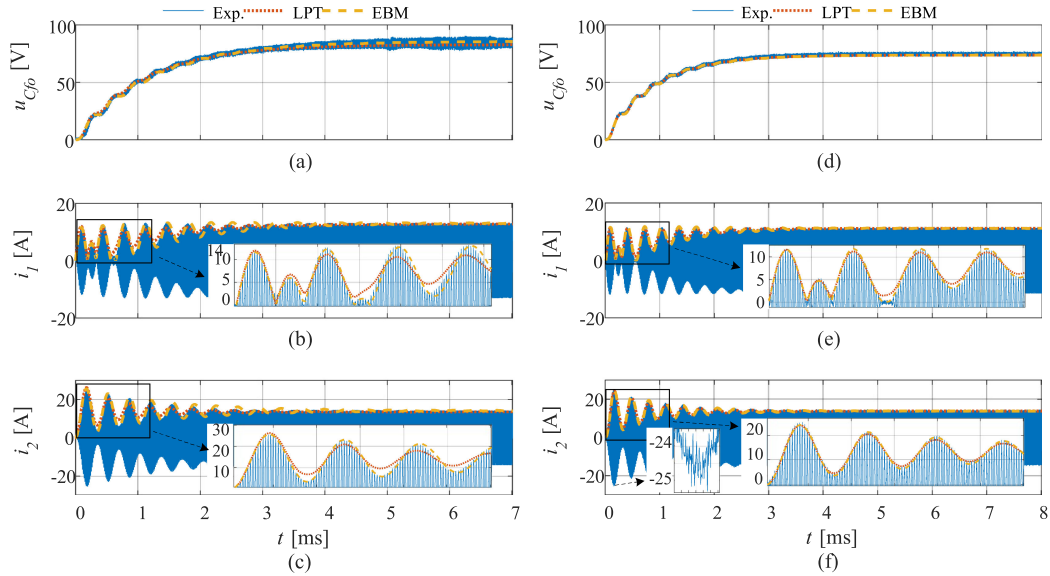 Exp. LPT EBM
100
50
0
u_Cfo [V]
(a)
20
10
0
-20
i_1 [A]
14
10
5
0
(b)
20
0
-20
i_2 [A]
30
20
10
0 1 2 3 4 5 6 7
t [ms]
(c)
Exp. LPT EBM
100
50
0
u_Cfo [V]
(d)
20
0
-20
i_1 [A]
10
5
0
(e)
20
0
-20
i_2 [A]
-24
-25
20
10
0
0 1 2 3 4 5 6 7 8
t [ms]
(f)